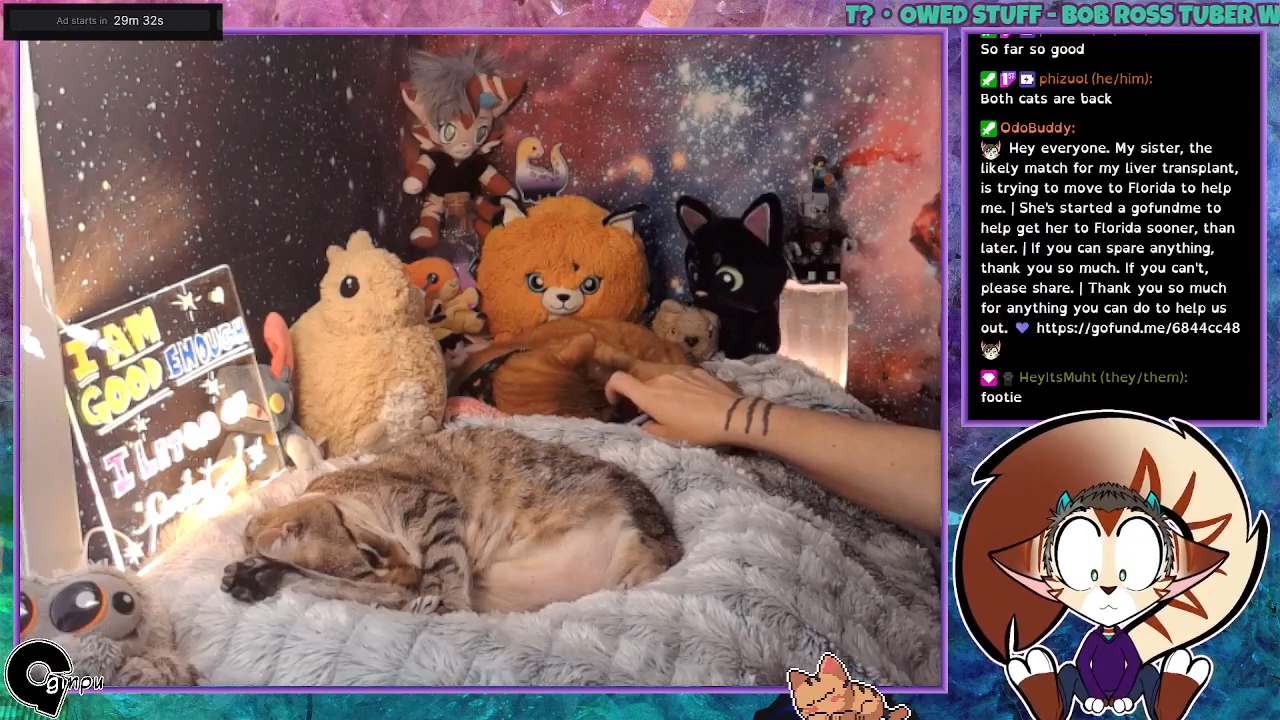 Ad starts in 29m 32s
T? • OWED STUFF - BOB ROSS TUBER W
So far so good
phizuol (he/him):
Both cats are back
OdoBuddy:
Hey everyone. My sister, the
likely match for my liver transplant,
is trying to move to Florida to help
me. | She's started a gofundme to
help get her to Florida sooner, than
later. | If you can spare anything,
thank you so much. If you can't,
please share. | Thank you so much
for anything you can do to help us
out. 💜 https://gofund.me/6844cc48
HeyItsMuht (they/them):
footie
I AM
GOOD ENOUGH
I
ginpu